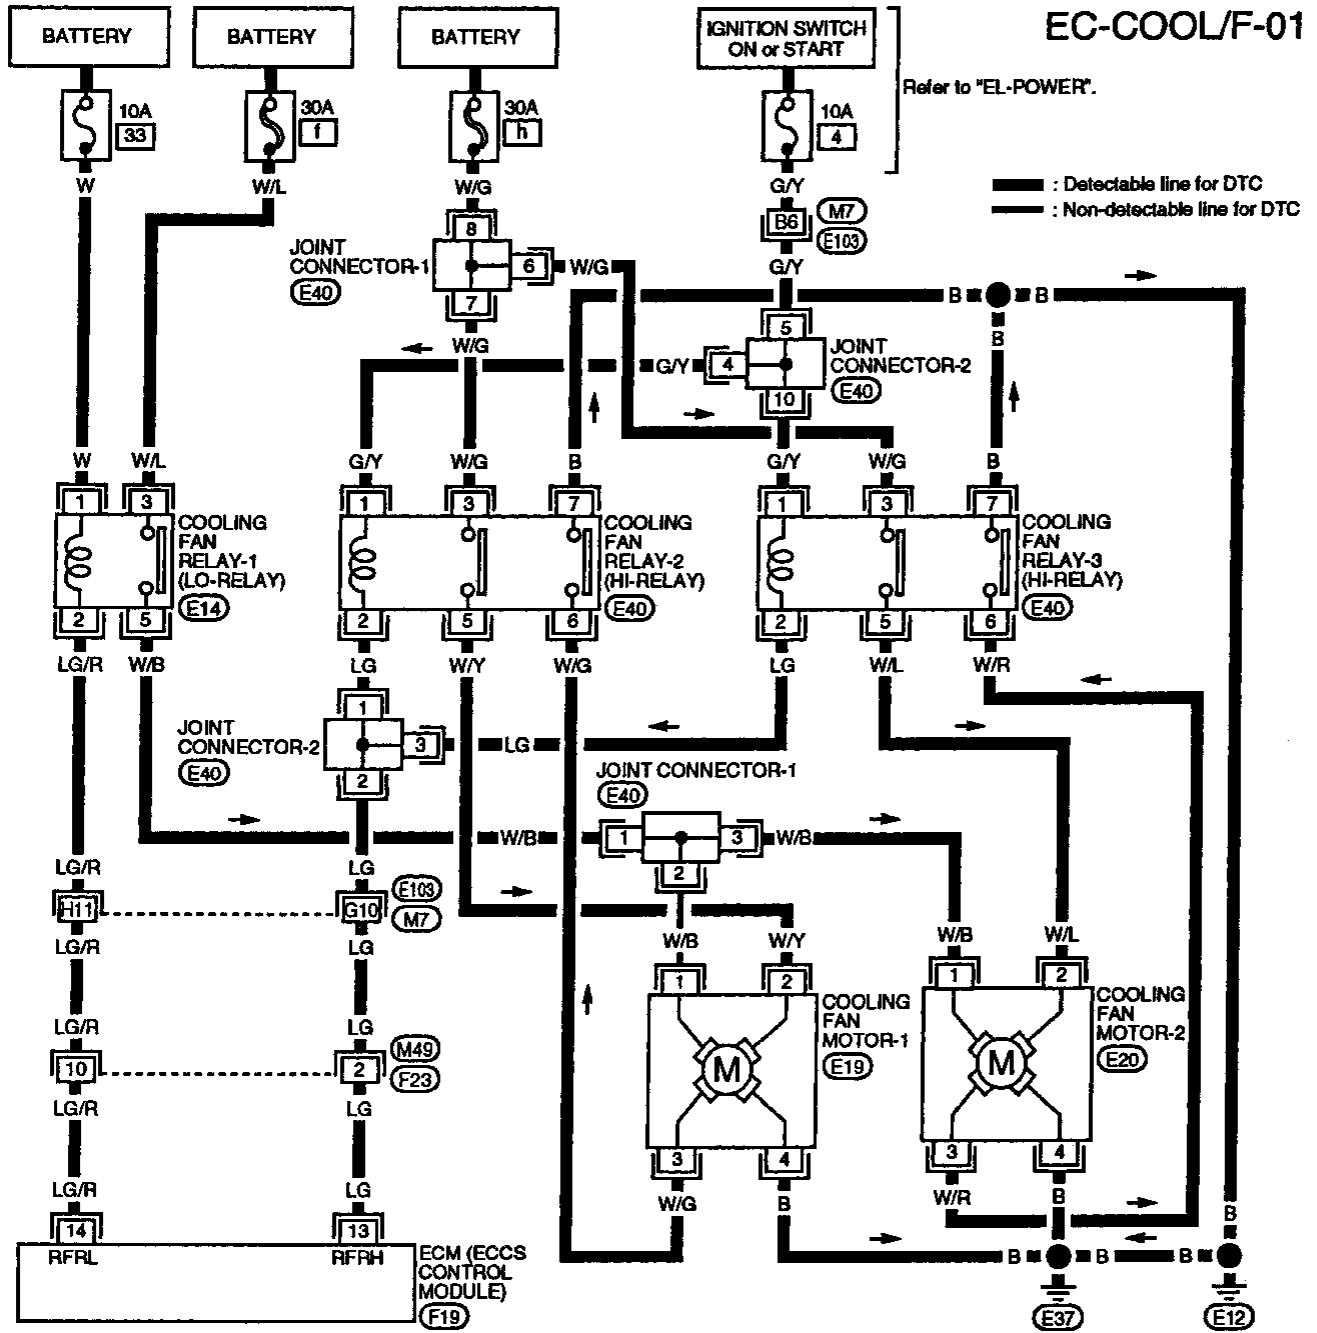 EC-COOL/F-01
BATTERY BATTERY BATTERY IGNITION SWITCH
ON or START
Refer to "EL-POWER".
10A 30A 30A 10A
33 f h 4
W W/L W/G G/Y
: Detectable line for DTC
: Non-detectable line for DTC
8 B6 M7
E103
JOINT
CONNECTOR-1
E40
6 W/G G/Y
7
B B
5
W/G B
G/Y 4 JOINT
CONNECTOR-2
E40
10
W W/L G/Y W/G B G/Y W/G B
1 3 1 3 7 1 3 7
COOLING
FAN
RELAY-1
(LO-RELAY)
E14
COOLING
FAN
RELAY-2
(HI-RELAY)
E40
COOLING
FAN
RELAY-3
(HI-RELAY)
E40
2 5 2 5 6 2 5 6
LG/R W/B LG W/Y W/G LG W/L W/R
1
JOINT
CONNECTOR-2
E40
3 LG
2
JOINT CONNECTOR-1
E40
W/B 1 3 W/B
2
LG/R LG
H11 G10 E103
M7
LG/R LG
W/B W/Y W/B W/L
1 2 1 2
COOLING
FAN
MOTOR-1
E19
COOLING
FAN
MOTOR-2
E20
M M
LG/R LG
10 2 M49
F23
LG/R LG
3 4 3 4
W/G B W/R B
LG/R LG
14 13
B
RFRL RFRH
ECM (ECCS
CONTROL
MODULE)
F19
B B B
E37 E12